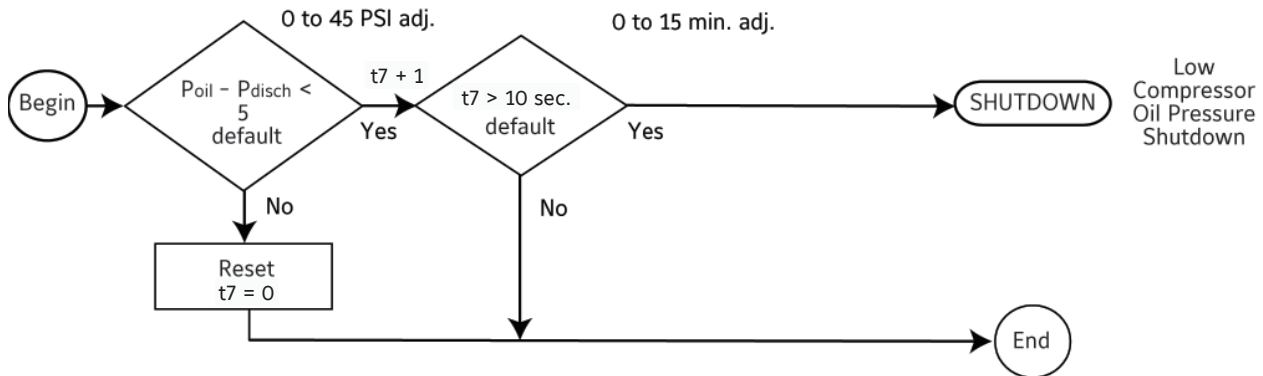 0 to 45 PSI adj.
0 to 15 min. adj.
Begin
Poil - Pdisch <
5
default
t7 + 1
Yes
t7 > 10 sec.
default
Yes
SHUTDOWN
Low
Compressor
Oil Pressure
Shutdown
No
No
Reset
t7 = 0
End